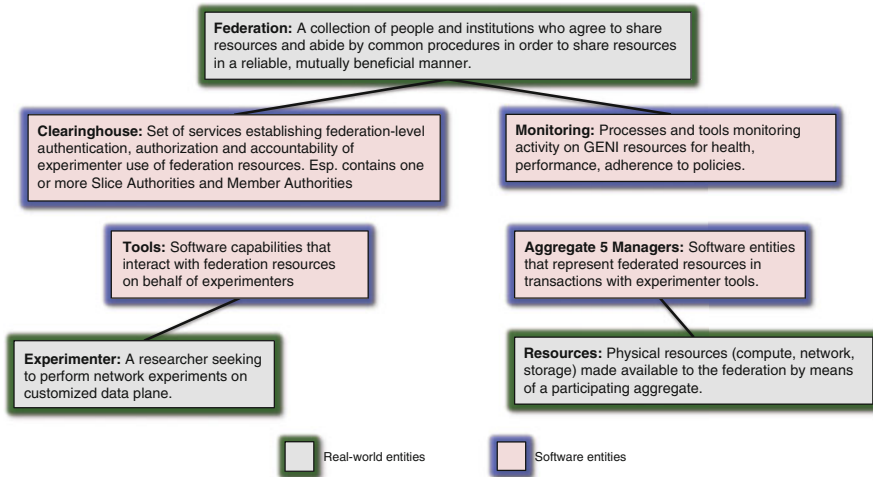 Federation: A collection of people and institutions who agree to share
resources and abide by common procedures in order to share resources
in a reliable, mutually beneficial manner.
Clearinghouse: Set of services establishing federation-level
authentication, authorization and accountability of
experimenter use of federation resources. Esp. contains one
or more Slice Authorities and Member Authorities
Monitoring: Processes and tools monitoring
activity on GENI resources for health,
performance, adherence to policies.
Tools: Software capabilities that
interact with federation resources
on behalf of experimenters
Aggregate 5 Managers: Software entities
that represent federated resources in
transactions with experimenter tools.
Experimenter: A researcher seeking
to perform network experiments on
customized data plane.
Resources: Physical resources (compute, network,
storage) made available to the federation by means
of a participating aggregate.
Real-world entities
Software entities